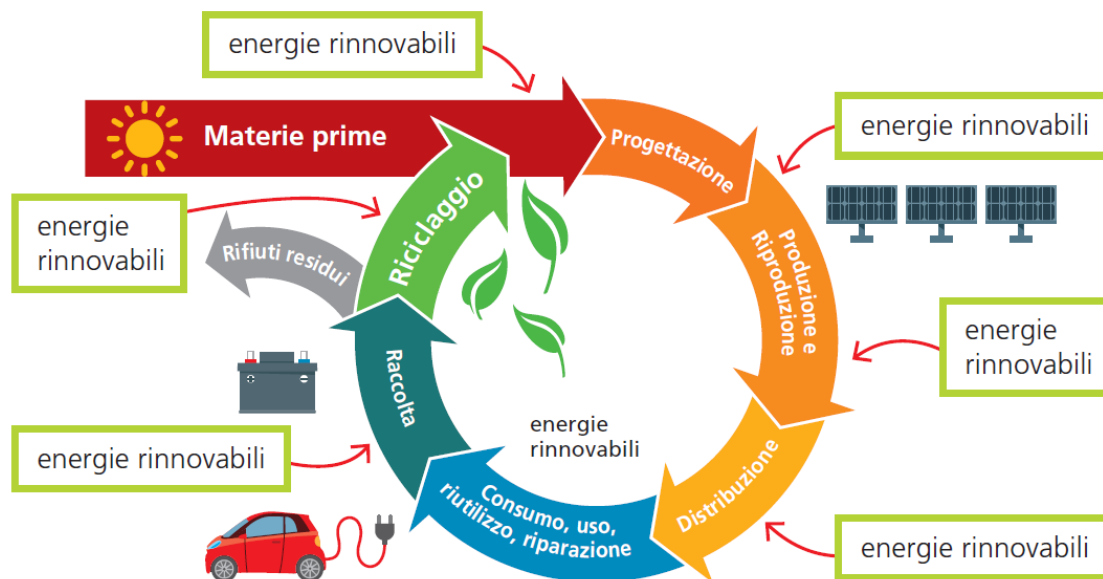 energie rinnovabili
Materie prime
Progettazione
energie rinnovabili
energie
rinnovabili
Riciclaggio
Rifiuti residui
Produzione e
Riproduzione
energie
rinnovabili
Raccolta
energie
rinnovabili
energie rinnovabili
Consumo, uso,
riutilizzo, riparazione
Distribuzione
energie rinnovabili